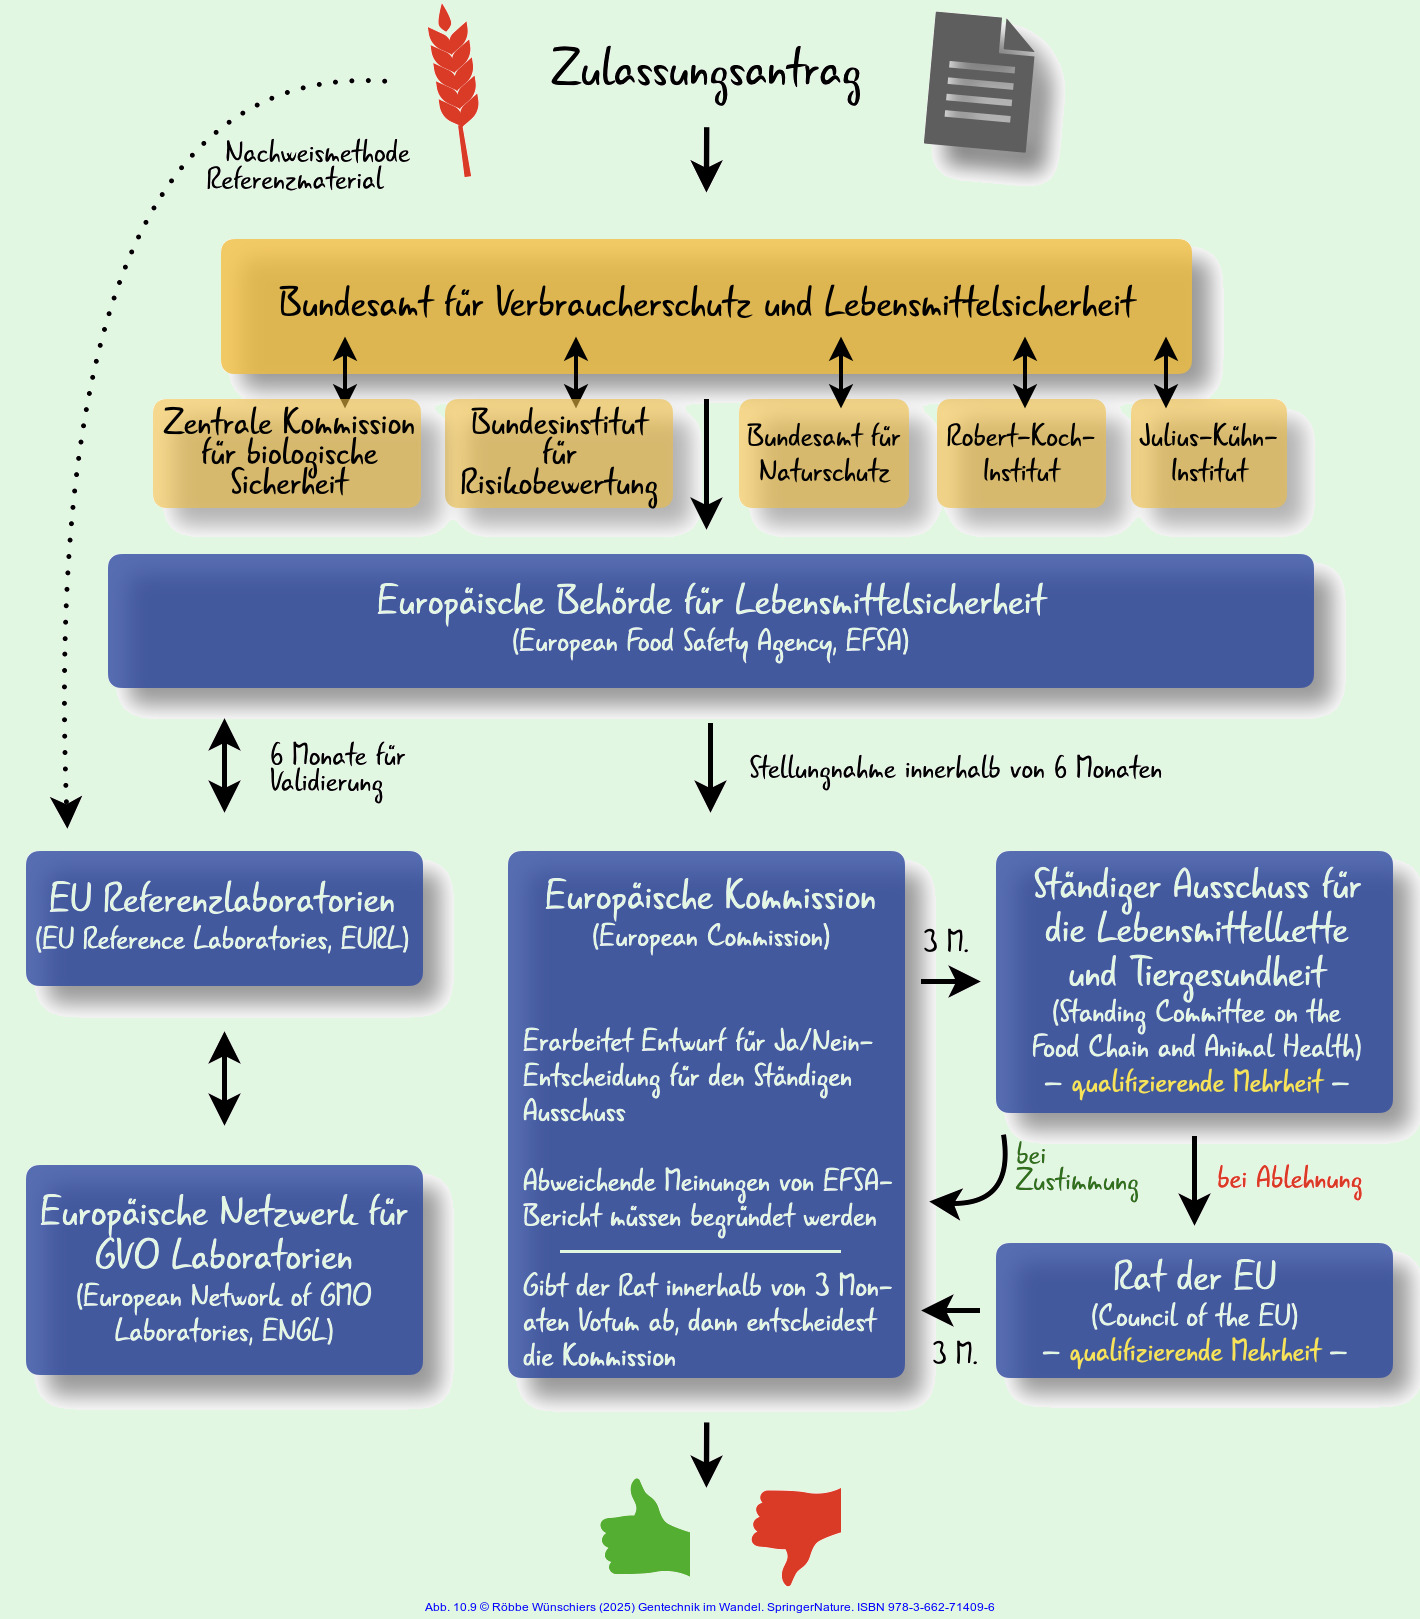 Zulassungsantrag
Nachweismethode
Referenzmaterial
Bundesamt für Verbraucherschutz und Lebensmittelsicherheit
Zentrale Kommission
für biologische
Sicherheit
Bundesinstitut
für
Risikobewertung
Bundesamt für
Naturschutz
Robert-Koch-
Institut
Julius-Kühn-
Institut
Europäische Behörde für Lebensmittelsicherheit
(European Food Safety Agency, EFSA)
6 Monate für
Validierung
Stellungnahme innerhalb von 6 Monaten
EU Referenzlaboratorien
(EU Reference Laboratories, EURL)
Europäische Netzwerk für
GVO Laboratorien
(European Network of GMO
Laboratories, ENGL)
Europäische Kommission
(European Commission)
Erarbeitet Entwurf für Ja/Nein-
Entscheidung für den Ständigen
Ausschuss
Abweichende Meinungen von EFSA-
Bericht müssen begründet werden
Gibt der Rat innerhalb von 3 Mon-
aten Votum ab, dann entscheidest
die Kommission
3 M.
Ständiger Ausschuss für
die Lebensmittelkette
und Tiergesundheit
(Standing Committee on the
Food Chain and Animal Health)
– qualifizierende Mehrheit –
bei
Zustimmung
bei Ablehnung
Rat der EU
(Council of the EU)
– qualifizierende Mehrheit –
3 M.
Abb. 10.9 © Röbbe Wünschiers (2025) Gentechnik im Wandel. SpringerNature. ISBN 978-3-662-71409-6